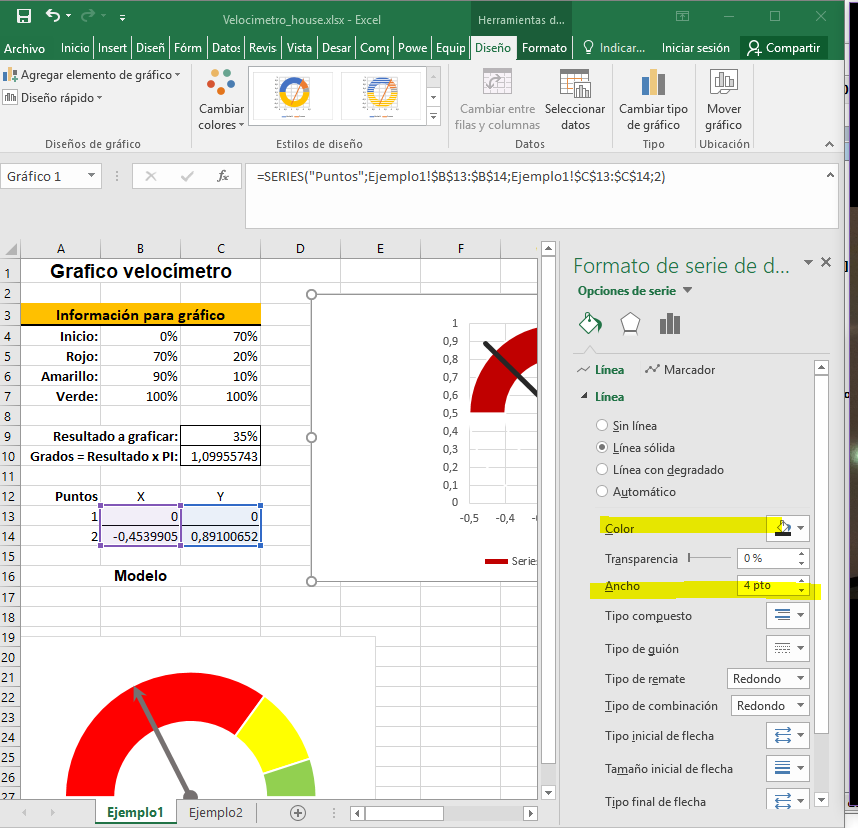 Velocimetro_house.xlsx - Excel
Herramientas d...
Archivo Inicio Insert Diseñ Fórm Datos Revis Vista Desar Comp Powe Equip Diseño Formato Indicar... Iniciar sesión Compartir
Agregar elemento de gráfico
Diseño rápido
Cambiar colores
Cambiar entre filas y columnas
Seleccionar datos
Cambiar tipo de gráfico
Mover gráfico
Diseños de gráfico Estilos de diseño Datos Tipo Ubicación
Gráfico 1 fx =SERIES("Puntos";Ejemplo1!$B$13:$B$14;Ejemplo1!$C$13:$C$14;2)
A B C D E F
1 Grafico velocímetro
2
3 Información para gráfico
4 Inicio: 0% 70%
5 Rojo: 70% 20%
6 Amarillo: 90% 10%
7 Verde: 100% 100%
8
9 Resultado a graficar: 35%
10 Grados = Resultado x PI: 1,09955743
11
12 Puntos X Y
13 1 0 0
14 2 -0,4539905 0,89100652
15
16 Modelo
17
18
19
20
21
22
23
24
25
26
27
1
0,9
0,8
0,7
0,6
0,5
0,4
0,3
0,2
0,1
0
-0,5 -0,4
Serie
Formato de serie de d...
Opciones de serie
Línea Marcador
Línea
Sin línea
Línea sólida
Línea con degradado
Automático
Color
Transparencia 0 %
Ancho 4 pto
Tipo compuesto
Tipo de guión
Tipo de remate Redondo
Tipo de combinación Redondo
Tipo inicial de flecha
Tamaño inicial de flecha
Tipo final de flecha
Ejemplo1 Ejemplo2